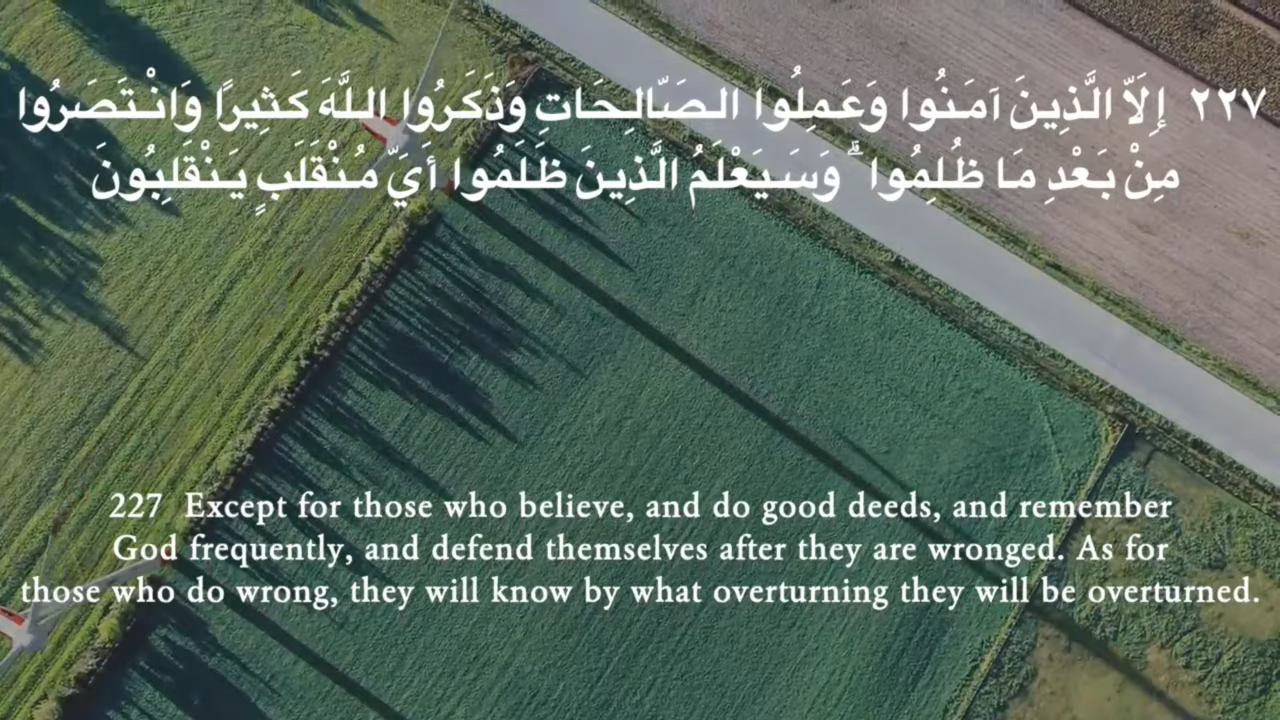 ٢٢٧ إِلَّا الَّذِينَ آمَنُوا وَعَمِلُوا الصَّالِحَاتِ وَذَكَرُوا اللَّهَ كَثِيرًا وَانْتَصَرُوا
مِنْ بَعْدِ مَا ظُلِمُوا ۗ وَسَيَعْلَمُ الَّذِينَ ظَلَمُوا أَيَّ مُنْقَلَبٍ يَنْقَلِبُونَ
227 Except for those who believe, and do good deeds, and remember
God frequently, and defend themselves after they are wronged. As for
those who do wrong, they will know by what overturning they will be overturned.